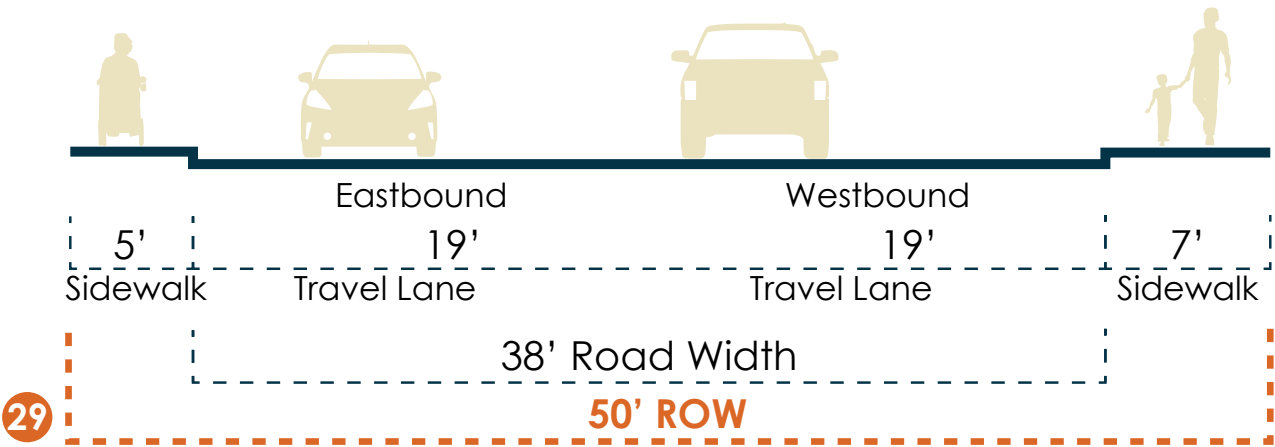 Eastbound Westbound
5’ 19’ 19’ 7’
Sidewalk Travel Lane Travel Lane Sidewalk
38’ Road Width
29 50’ ROW